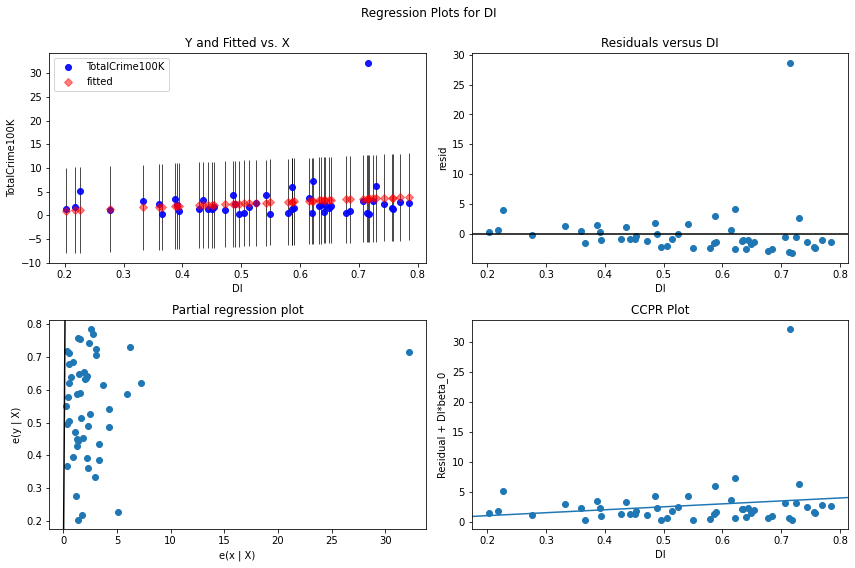 Regression Plots for DI
Y and Fitted vs. X
TotalCrime100K
30
25
20
15
10
5
0
−5
−10
TotalCrime100K
fitted
0.2 0.3 0.4 0.5 0.6 0.7 0.8
DI
Residuals versus DI
resid
30
25
20
15
10
5
0
0.2 0.3 0.4 0.5 0.6 0.7 0.8
DI
Partial regression plot
e(y | X)
0.8
0.7
0.6
0.5
0.4
0.3
0.2
0 5 10 15 20 25 30
e(x | X)
CCPR Plot
Residual + DI*beta_0
30
25
20
15
10
5
0
0.2 0.3 0.4 0.5 0.6 0.7 0.8
DI